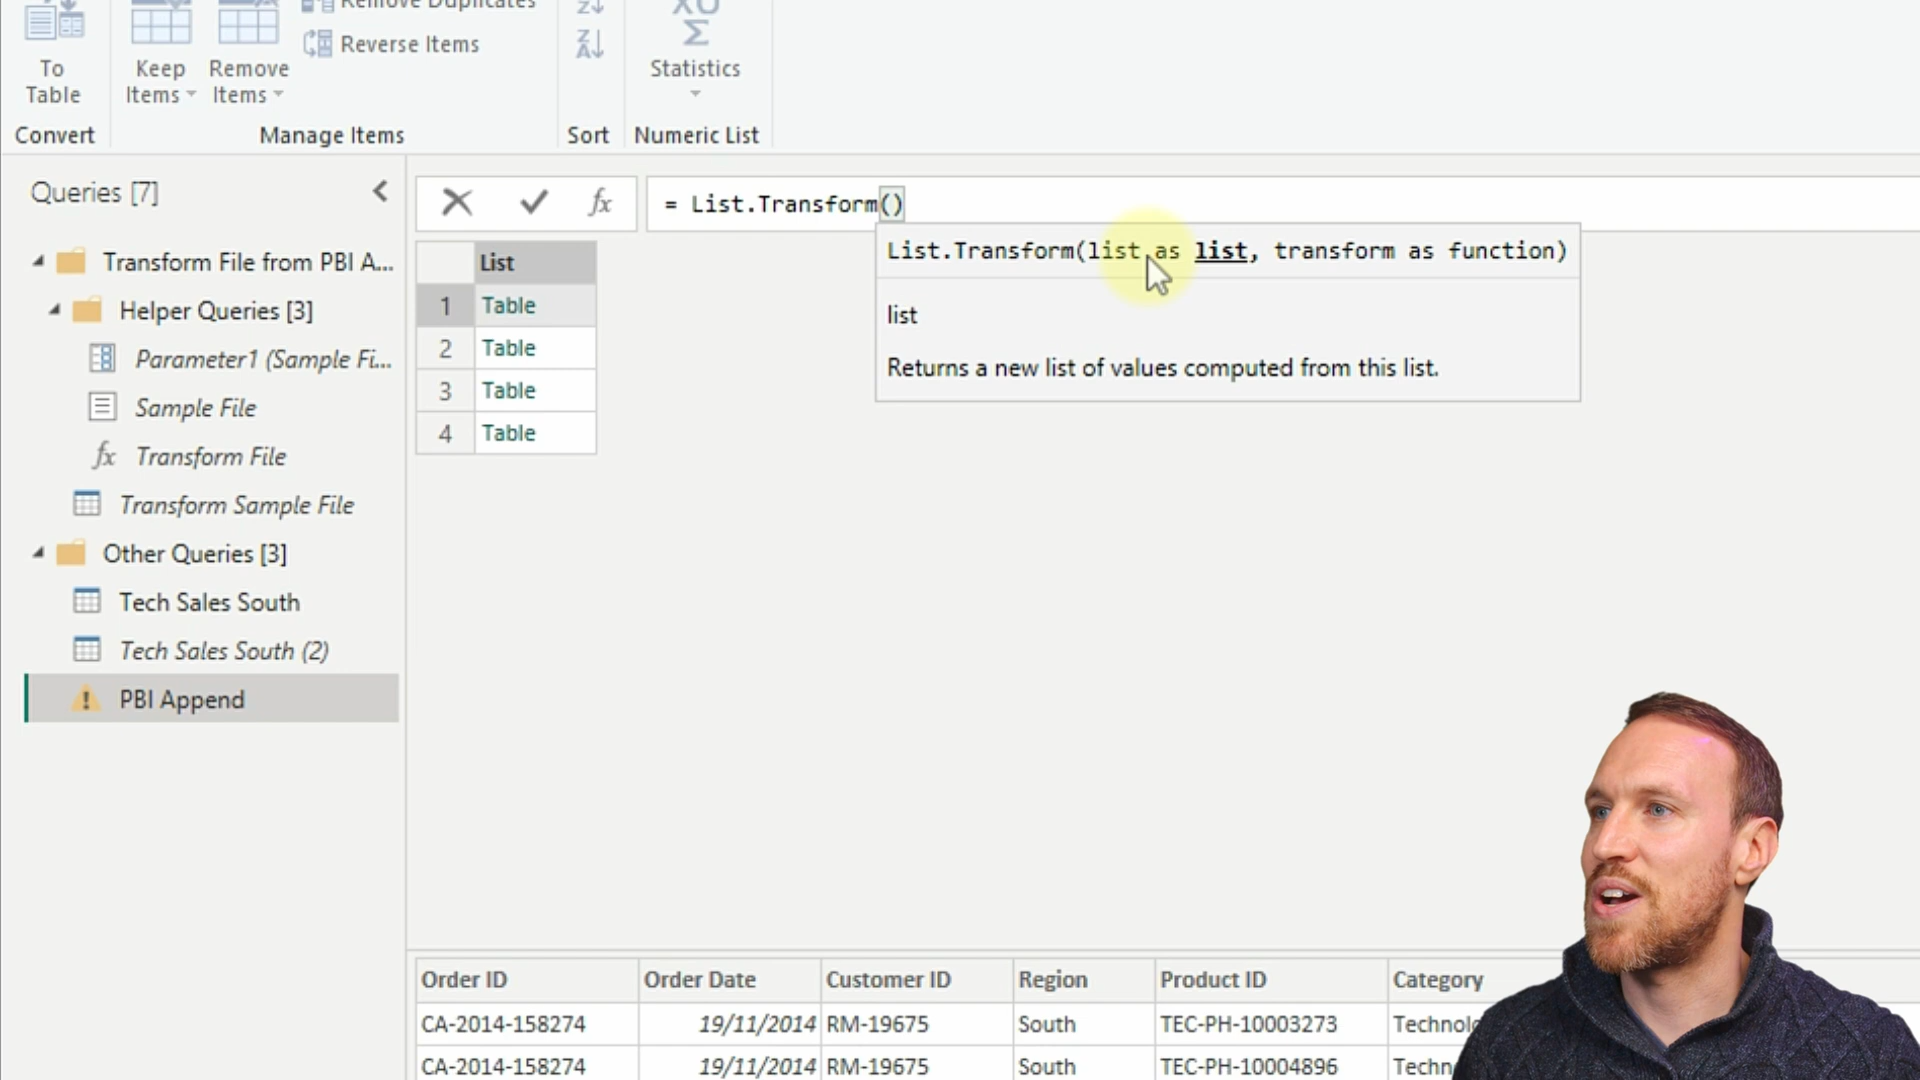 Remove Duplicates
Reverse Items
To
Table
Keep
Items
Remove
Items
Statistics
Convert
Manage Items
Sort
Numeric List
Queries [7]
= List.Transform()
List.Transform(list as list, transform as function)
list
Returns a new list of values computed from this list.
Transform File from PBI A...
Helper Queries [3]
Parameter1 (Sample Fi...
Sample File
Transform File
Transform Sample File
Other Queries [3]
Tech Sales South
Tech Sales South (2)
PBI Append
List
1 Table
2 Table
3 Table
4 Table
Order ID Order Date Customer ID Region Product ID Category
CA-2014-158274 19/11/2014 RM-19675 South TEC-PH-10003273 Technolo
CA-2014-158274 19/11/2014 RM-19675 South TEC-PH-10004896 Techn